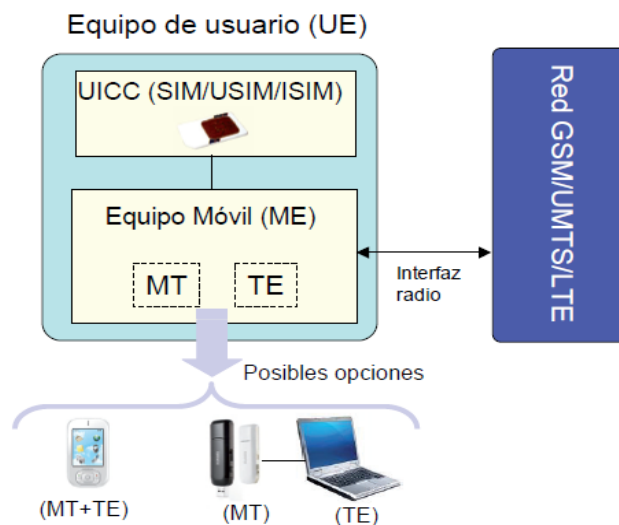 Equipo de usuario (UE)
UICC (SIM/USIM/ISIM)
Equipo Móvil (ME)
MT
TE
Interfaz
radio
Red GSM/UMTS/LTE
Posibles opciones
(MT+TE)
(MT)
(TE)